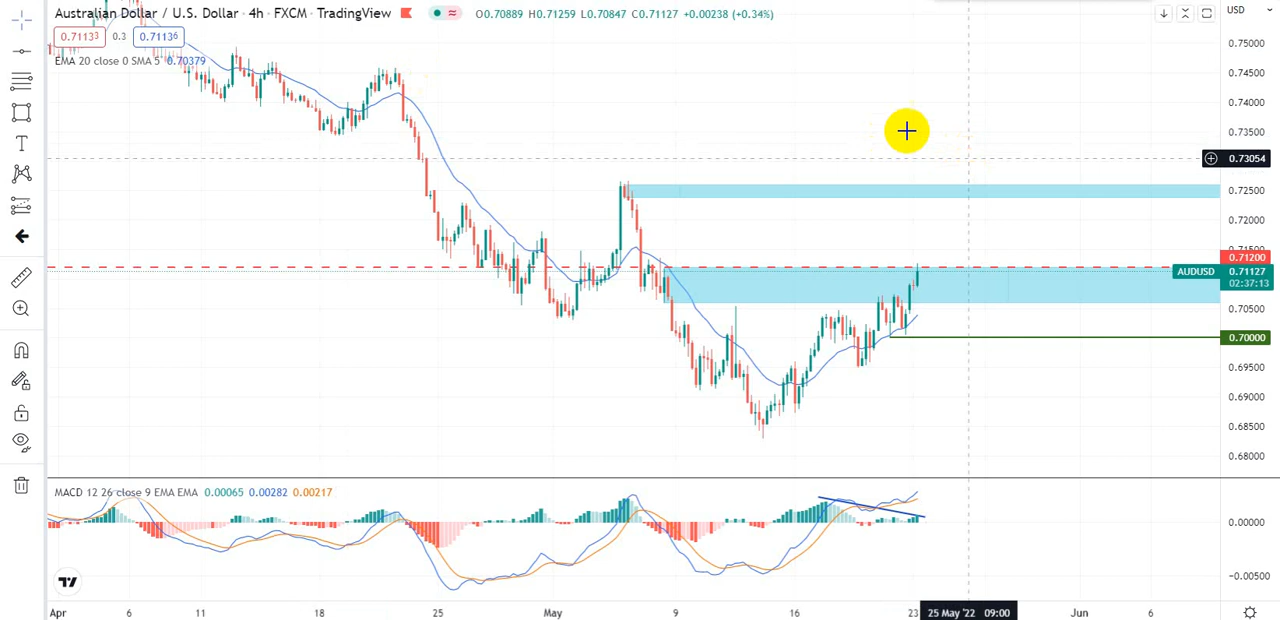 Australian Dollar / U.S. Dollar · 4h · FXCM · TradingView
O0.70889 H0.71259 L0.70847 C0.71127 +0.00238 (+0.34%)
USD
0.71133 0.3 0.71136
EMA 20 close 0 SMA 5 0.70379
0.75000
0.74500
0.74000
0.73500
0.73054
0.72500
0.72000
0.71500
0.71200
AUDUSD 0.71127
02:37:13
0.70500
0.70000
0.69500
0.69000
0.68500
0.68000
MACD 12 26 close 9 EMA EMA 0.00065 0.00282 0.00217
0.00000
−0.00500
Apr 6 11 18 25 May 9 16 23 25 May '22 09:00 Jun 6